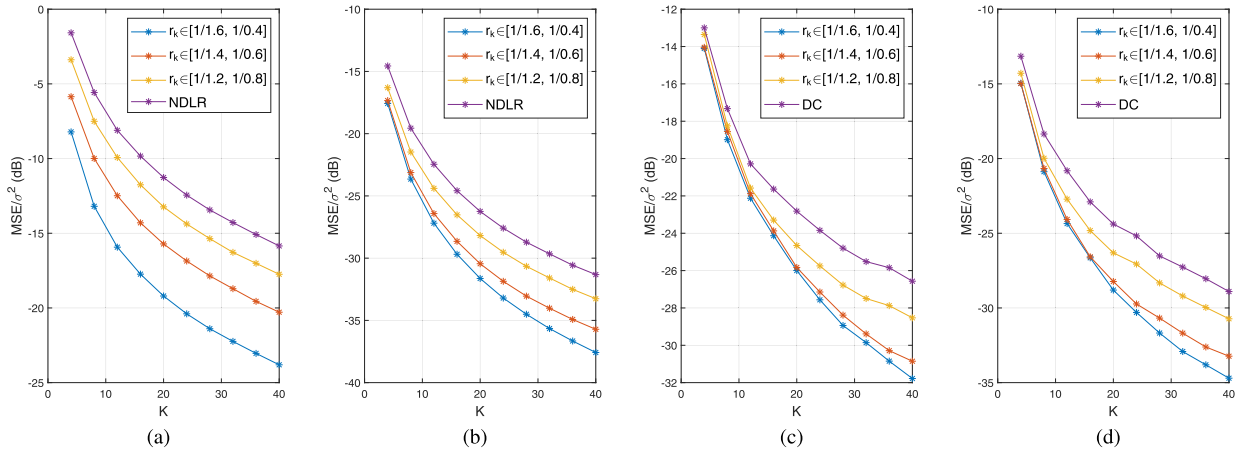 0
-5
-10
-15
-20
-25
0 10 20 30 40
K
MSE/σ² (dB)
r_k∈[1/1.6, 1/0.4]
r_k∈[1/1.4, 1/0.6]
r_k∈[1/1.2, 1/0.8]
NDLR
(a)
-10
-15
-20
-25
-30
-35
-40
0 10 20 30 40
K
MSE/σ² (dB)
r_k∈[1/1.6, 1/0.4]
r_k∈[1/1.4, 1/0.6]
r_k∈[1/1.2, 1/0.8]
NDLR
(b)
-12
-14
-16
-18
-20
-22
-24
-26
-28
-30
-32
0 10 20 30 40
K
MSE/σ² (dB)
r_k∈[1/1.6, 1/0.4]
r_k∈[1/1.4, 1/0.6]
r_k∈[1/1.2, 1/0.8]
DC
(c)
-10
-15
-20
-25
-30
-35
0 10 20 30 40
K
MSE/σ² (dB)
r_k∈[1/1.6, 1/0.4]
r_k∈[1/1.4, 1/0.6]
r_k∈[1/1.2, 1/0.8]
DC
(d)